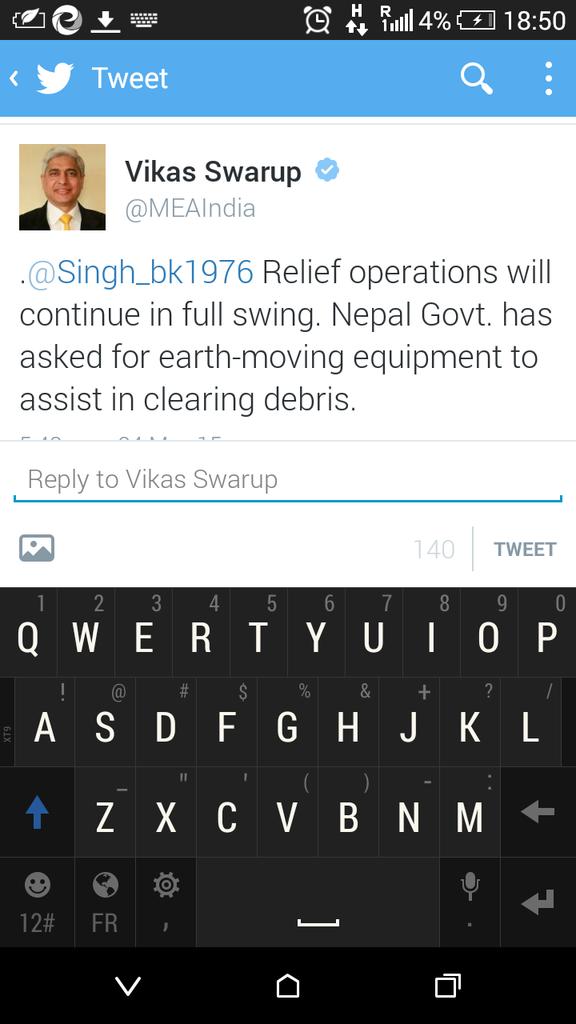 H R 4% 18:50
Tweet
Vikas Swarup
@MEAIndia
.@Singh_bk1976 Relief operations will
continue in full swing. Nepal Govt. has
asked for earth-moving equipment to
assist in clearing debris.
Reply to Vikas Swarup
140 TWEET
1 2 3 4 5 6 7 8 9 0
Q W E R T Y U I O P
! @ # $ % & + ? /
XT9 A S D F G H J K L
_ " ' ( ) - :
Z X C V B N M
12# FR , .